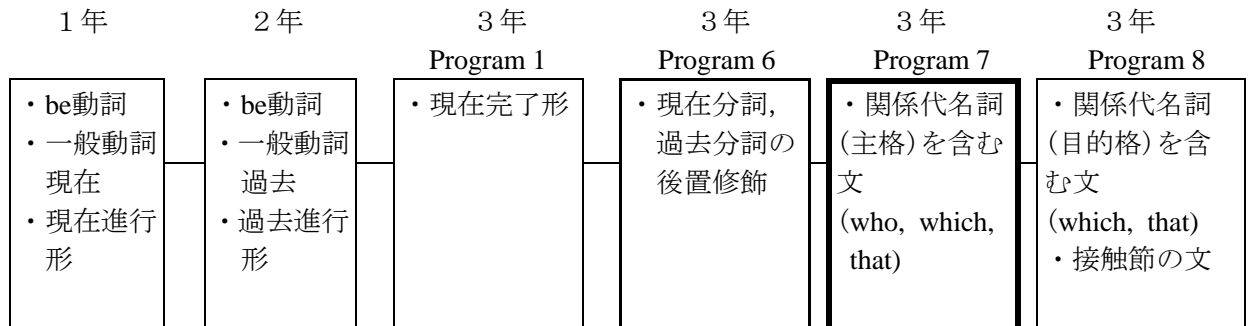 １年
２年
３年
３年
３年
３年
Program 1
Program 6
Program 7
Program 8
・be動詞
・一般動詞
現在
・現在進行
形
・be動詞
・一般動詞
過去
・過去進行
形
・現在完了形
・現在分詞，
過去分詞の
後置修飾
・関係代名詞
(主格)を含む
文
(who, which,
that)
・関係代名詞
(目的格)を含
む文
(which, that)
・接触節の文